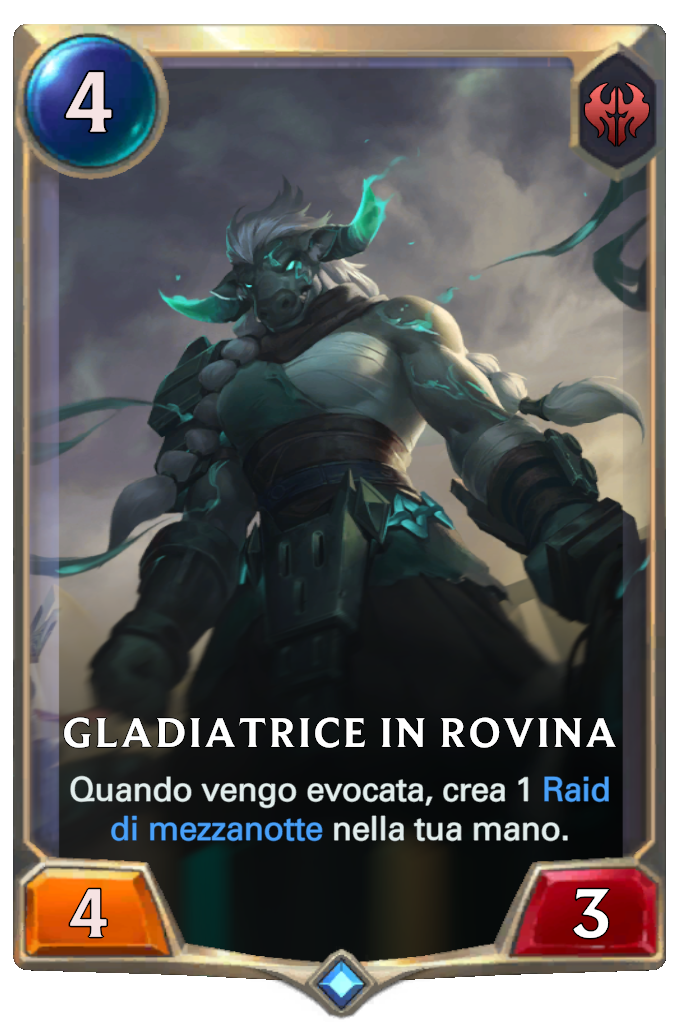 4
GLADIATRICE IN ROVINA
Quando vengo evocata, crea 1 Raid
di mezzanotte nella tua mano.
4
3